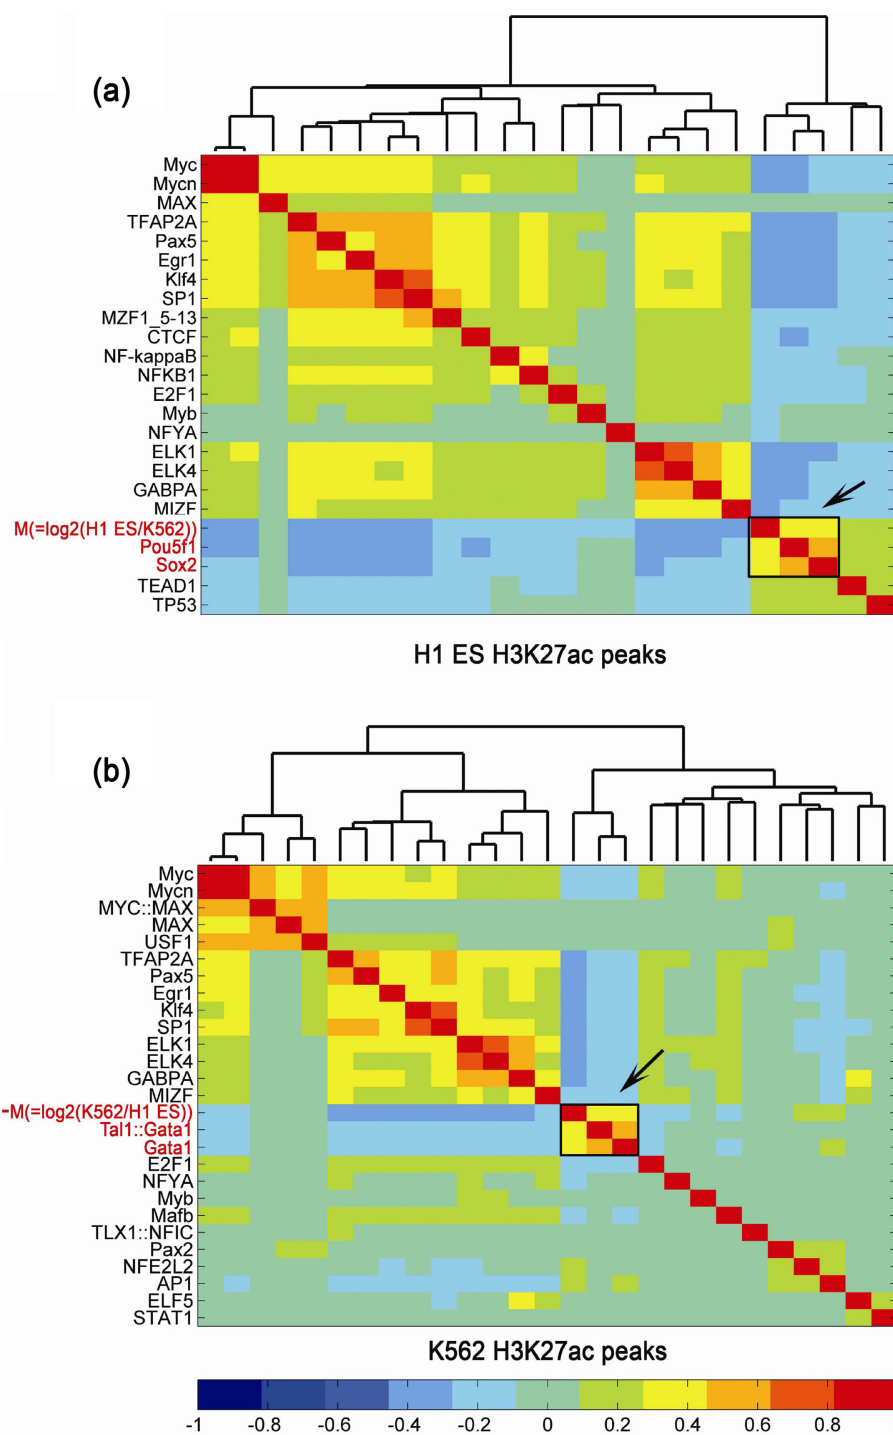 (a)
Myc
Mycn
MAX
TFAP2A
Pax5
Egr1
Klf4
SP1
MZF1_5-13
CTCF
NF-kappaB
NFKB1
E2F1
Myb
NFYA
ELK1
ELK4
GABPA
MIZF
M(=log2(H1 ES/K562))
Pou5f1
Sox2
TEAD1
TP53
H1 ES H3K27ac peaks
(b)
Myc
Mycn
MYC::MAX
MAX
USF1
TFAP2A
Pax5
Egr1
Klf4
SP1
ELK1
ELK4
GABPA
MIZF
-M(=log2(K562/H1 ES))
Tal1::Gata1
Gata1
E2F1
NFYA
Myb
Mafb
TLX1::NFIC
Pax2
NFE2L2
AP1
ELF5
STAT1
K562 H3K27ac peaks
-1 -0.8 -0.6 -0.4 -0.2 0 0.2 0.4 0.6 0.8